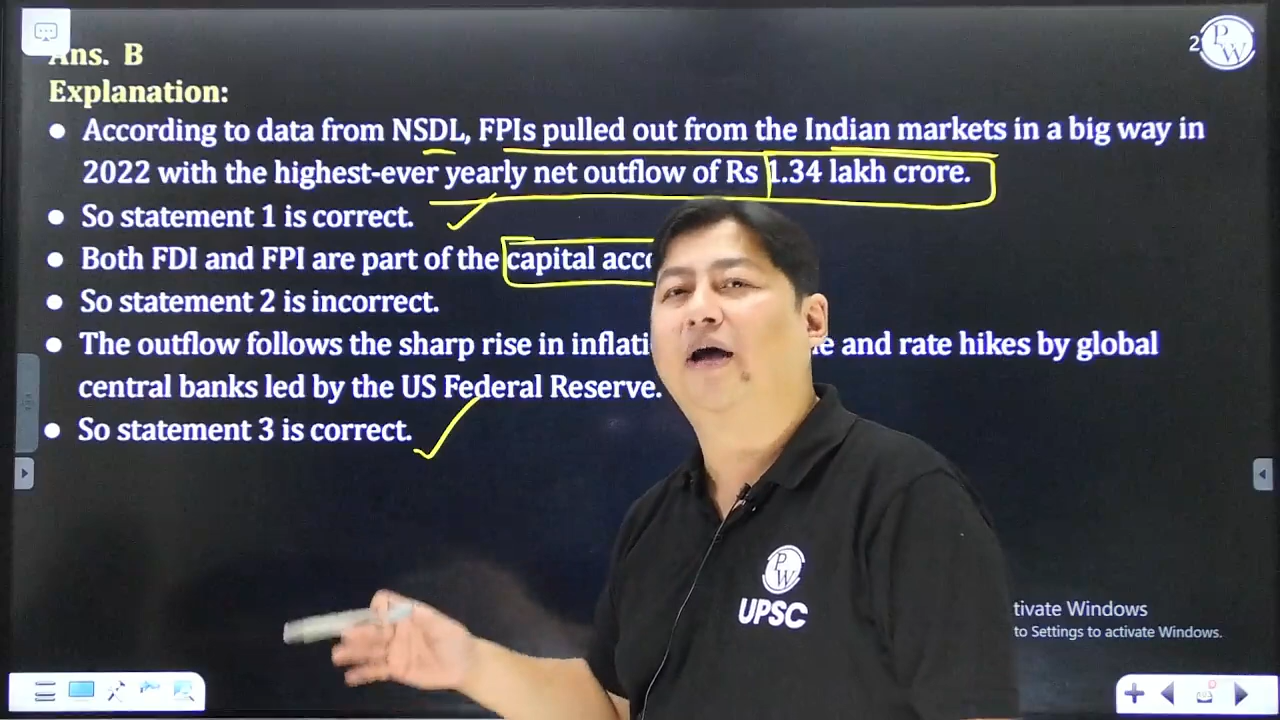 Ans. B
2
PW
Explanation:
● According to data from NSDL, FPIs pulled out from the Indian markets in a big way in
2022 with the highest-ever yearly net outflow of Rs 1.34 lakh crore.
● So statement 1 is correct.
● Both FDI and FPI are part of the capital acco
● So statement 2 is incorrect.
● The outflow follows the sharp rise in inflati e and rate hikes by global
central banks led by the US Federal Reserve.
● So statement 3 is correct.
PW
UPSC
tivate Windows
to Settings to activate Windows.